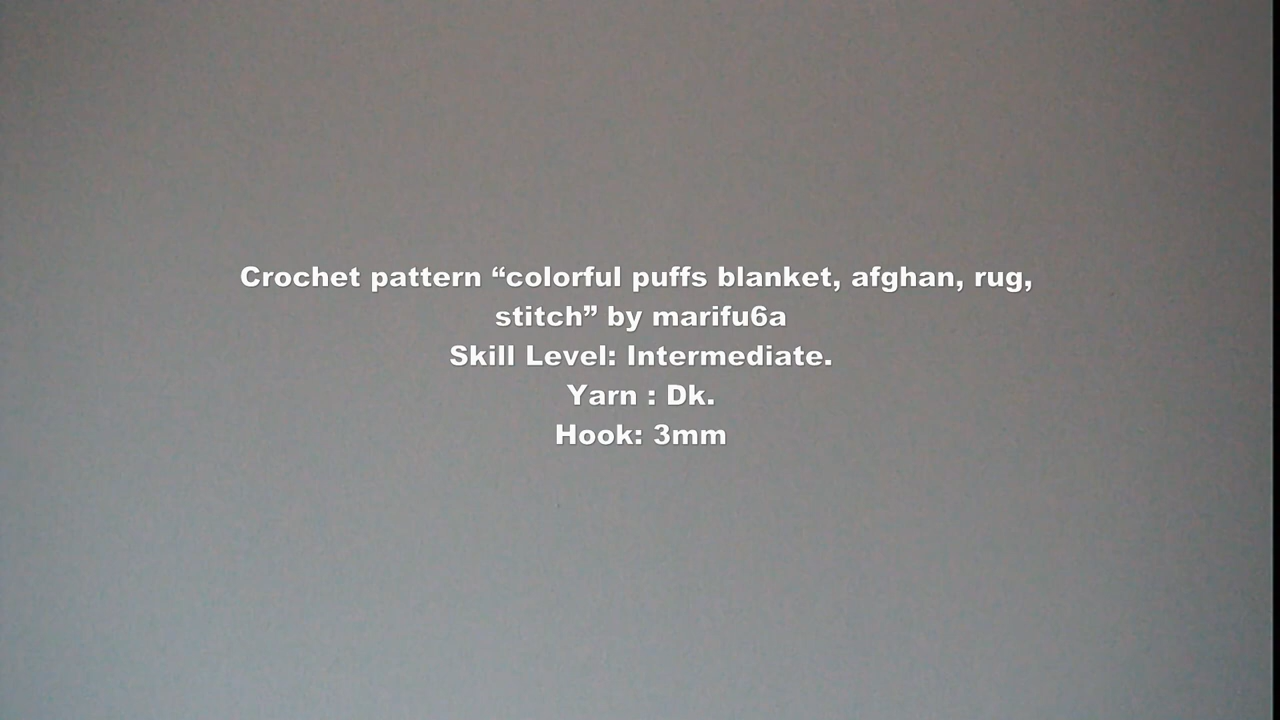 Crochet pattern “colorful puffs blanket, afghan, rug,
stitch” by marifu6a
Skill Level: Intermediate.
Yarn : Dk.
Hook: 3mm